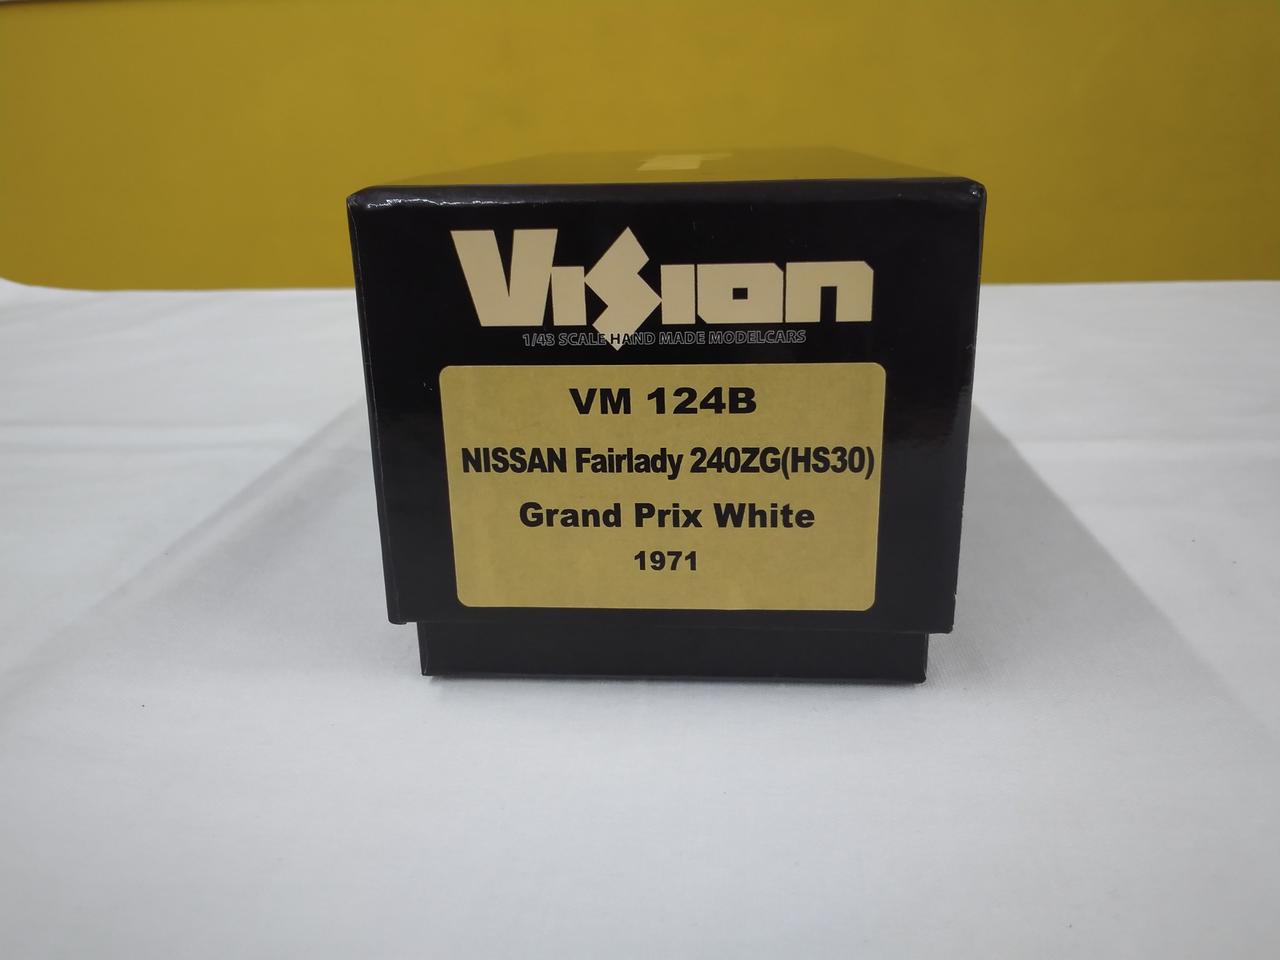 Vision
1/43 SCALE HAND MADE MODELCARS
VM 124B
NISSAN Fairlady 240ZG(HS30)
Grand Prix White
1971